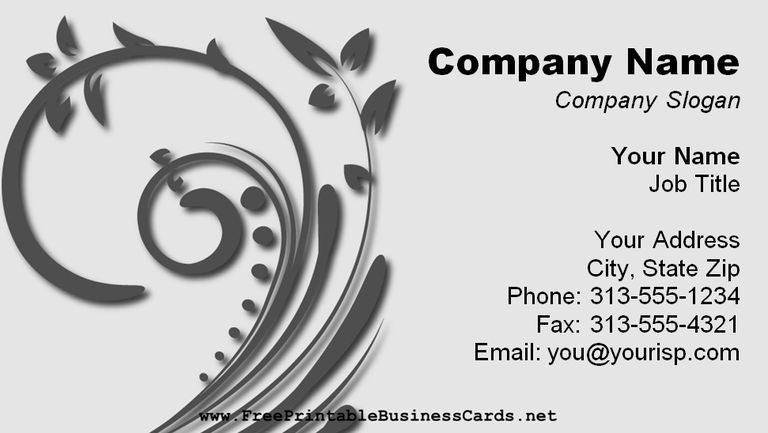 Company Name
Company Slogan
Your Name
Job Title
Your Address
City, State Zip
Phone: 313-555-1234
Fax: 313-555-4321
Email: you@yourisp.com
www.FreePrintableBusinessCards.net